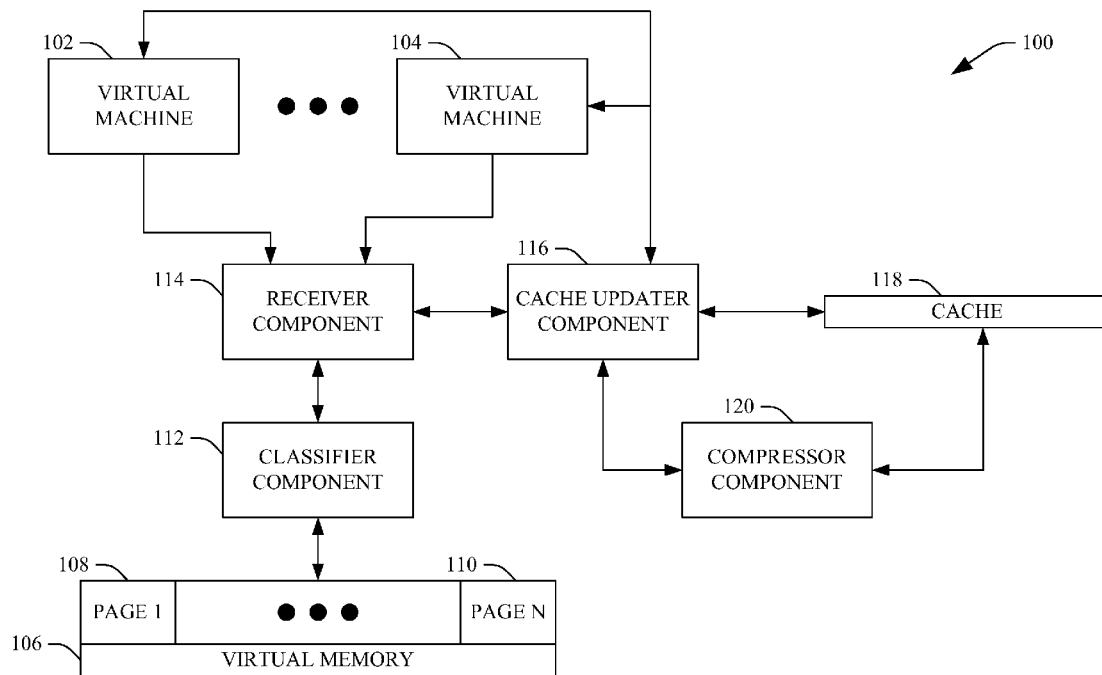 102
104
100
VIRTUAL
MACHINE
VIRTUAL
MACHINE
114
116
118
RECEIVER
COMPONENT
CACHE UPDATER
COMPONENT
CACHE
112
120
CLASSIFIER
COMPONENT
COMPRESSOR
COMPONENT
108
110
PAGE 1
PAGE N
106
VIRTUAL MEMORY